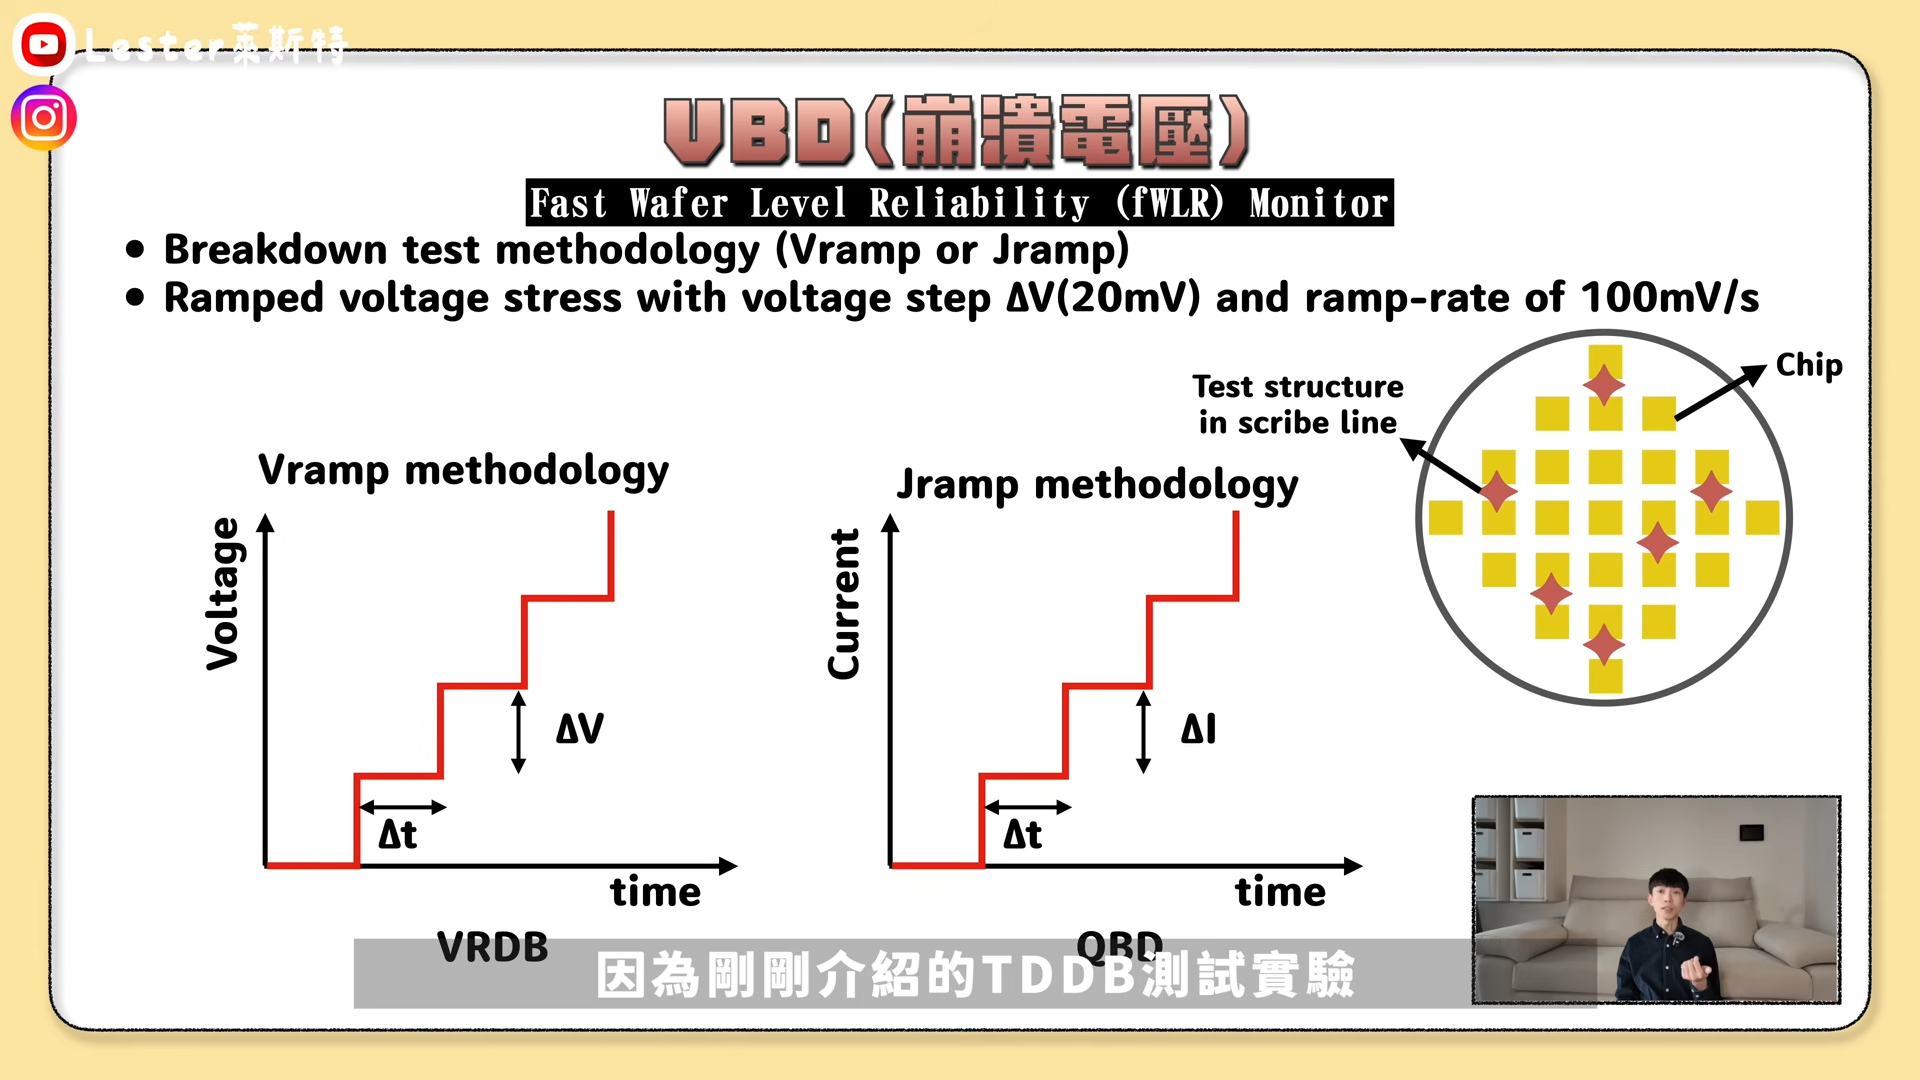 Lester萊斯特
VBD(崩潰電壓)
Fast Wafer Level Reliability (fWLR) Monitor
• Breakdown test methodology (Vramp or Jramp)
• Ramped voltage stress with voltage step ΔV(20mV) and ramp-rate of 100mV/s
Chip
Test structure
in scribe line
Vramp methodology
Voltage
ΔV
Δt
time
VRDB
Jramp methodology
Current
ΔI
Δt
time
QBD
因為剛剛介紹的TDDB測試實驗